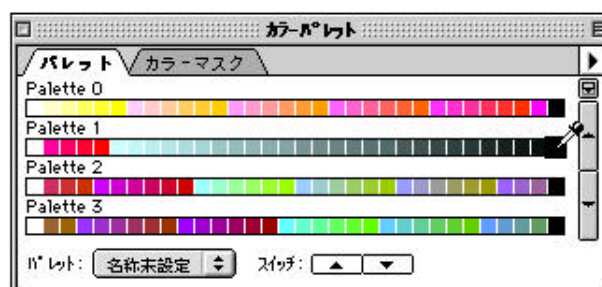 カラーパレット
パレット カラーマスク
Palette 0
Palette 1
Palette 2
Palette 3
パレット: 名称未設定 スイッチ: